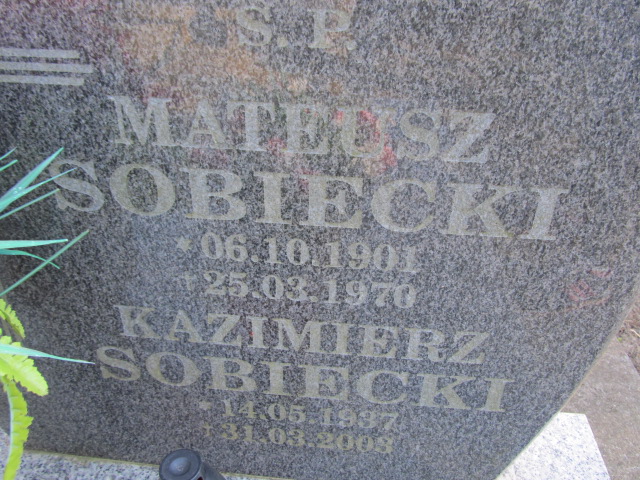 Ś. P.
MATEUSZ
SOBIECKI
* 06.10.1901
† 25.03.1970
KAZIMIERZ
SOBIECKI
* 14.05.1937
† 31.03.2008